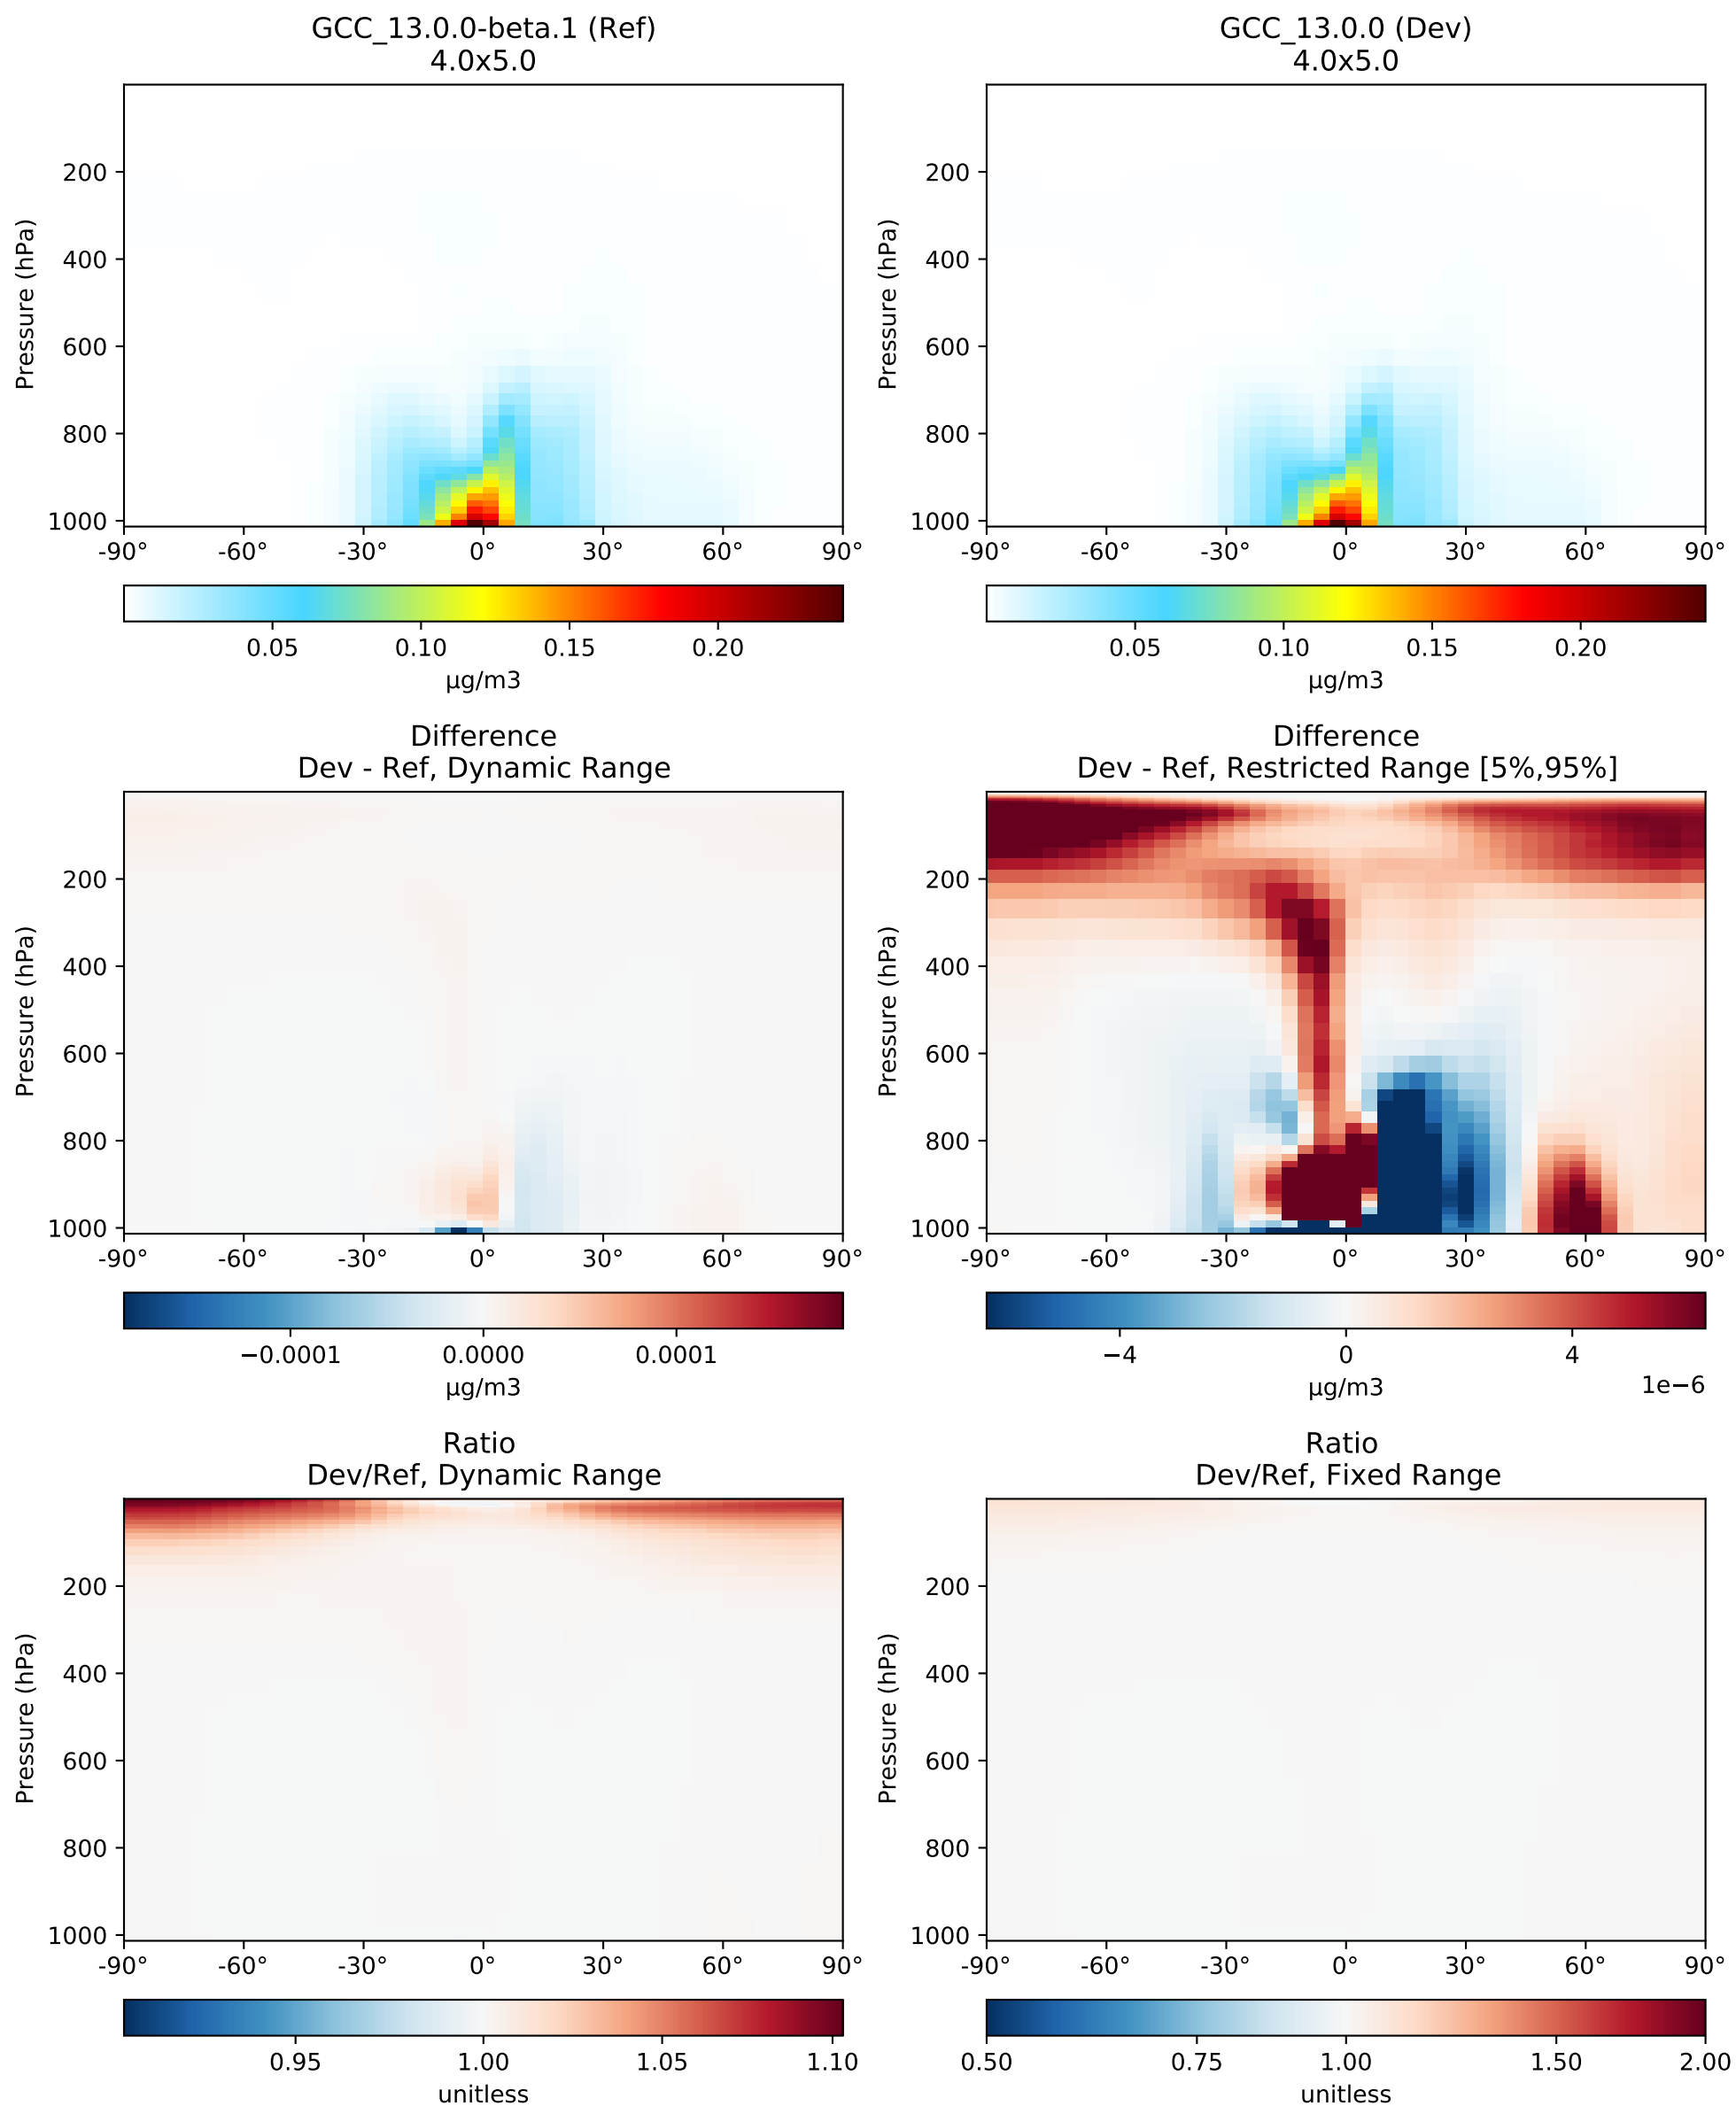 GCC_13.0.0-beta.1 (Ref)
4.0x5.0
Pressure (hPa)
200
400
600
800
1000
-90° -60° -30° 0° 30° 60° 90°
0.05 0.10 0.15 0.20
µg/m3
GCC_13.0.0 (Dev)
4.0x5.0
Pressure (hPa)
200
400
600
800
1000
-90° -60° -30° 0° 30° 60° 90°
0.05 0.10 0.15 0.20
µg/m3
Difference
Dev - Ref, Dynamic Range
Pressure (hPa)
200
400
600
800
1000
-90° -60° -30° 0° 30° 60° 90°
−0.0001 0.0000 0.0001
µg/m3
Difference
Dev - Ref, Restricted Range [5%,95%]
Pressure (hPa)
200
400
600
800
1000
-90° -60° -30° 0° 30° 60° 90°
−4 0 4
1e−6
µg/m3
Ratio
Dev/Ref, Dynamic Range
Pressure (hPa)
200
400
600
800
1000
-90° -60° -30° 0° 30° 60° 90°
0.95 1.00 1.05 1.10
unitless
Ratio
Dev/Ref, Fixed Range
Pressure (hPa)
200
400
600
800
1000
-90° -60° -30° 0° 30° 60° 90°
0.50 0.75 1.00 1.50 2.00
unitless